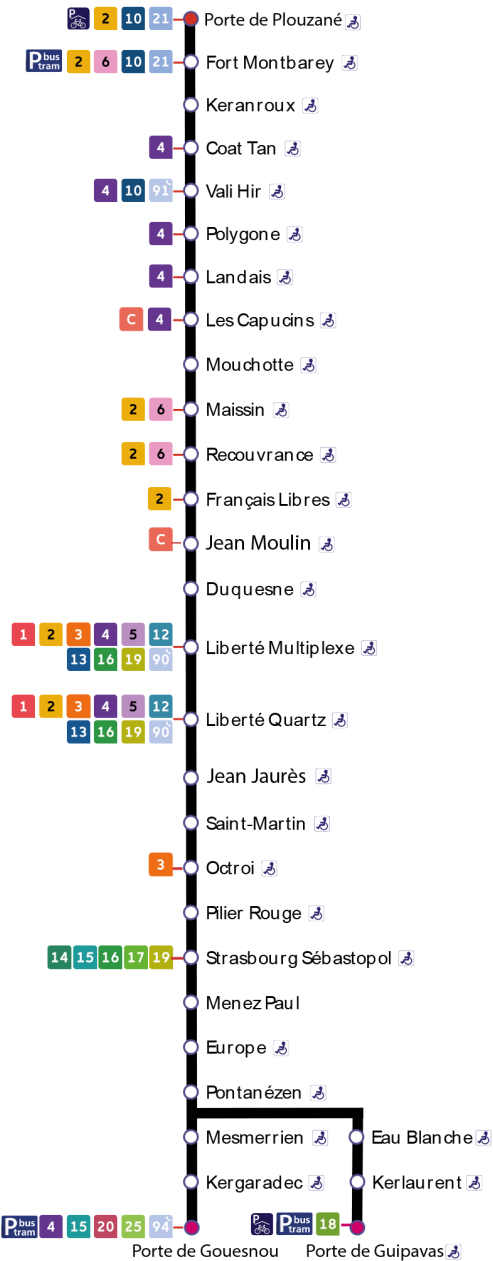 P 2 10 21 Porte de Plouzané
P bus tram 2 6 10 21 Fort Montbarey
Keranroux
4 Coat Tan
4 10 91 Vali Hir
4 Polygone
4 Landais
C 4 Les Capucins
Mouchotte
2 6 Maissin
2 6 Recouvrance
2 Français Libres
C Jean Moulin
Duquesne
1 2 3 4 5 12
13 16 19 90
Liberté Multiplexe
1 2 3 4 5 12
13 16 19 90
Liberté Quartz
Jean Jaurès
Saint-Martin
3 Octroi
Pilier Rouge
14 15 16 17 19 Strasbourg Sébastopol
Menez Paul
Europe
Pontanézen
Mesmerrien Eau Blanche
Kergaradec Kerlaurent
P bus tram 4 15 20 25 94 P P bus tram 18
Porte de Gouesnou Porte de Guipavas